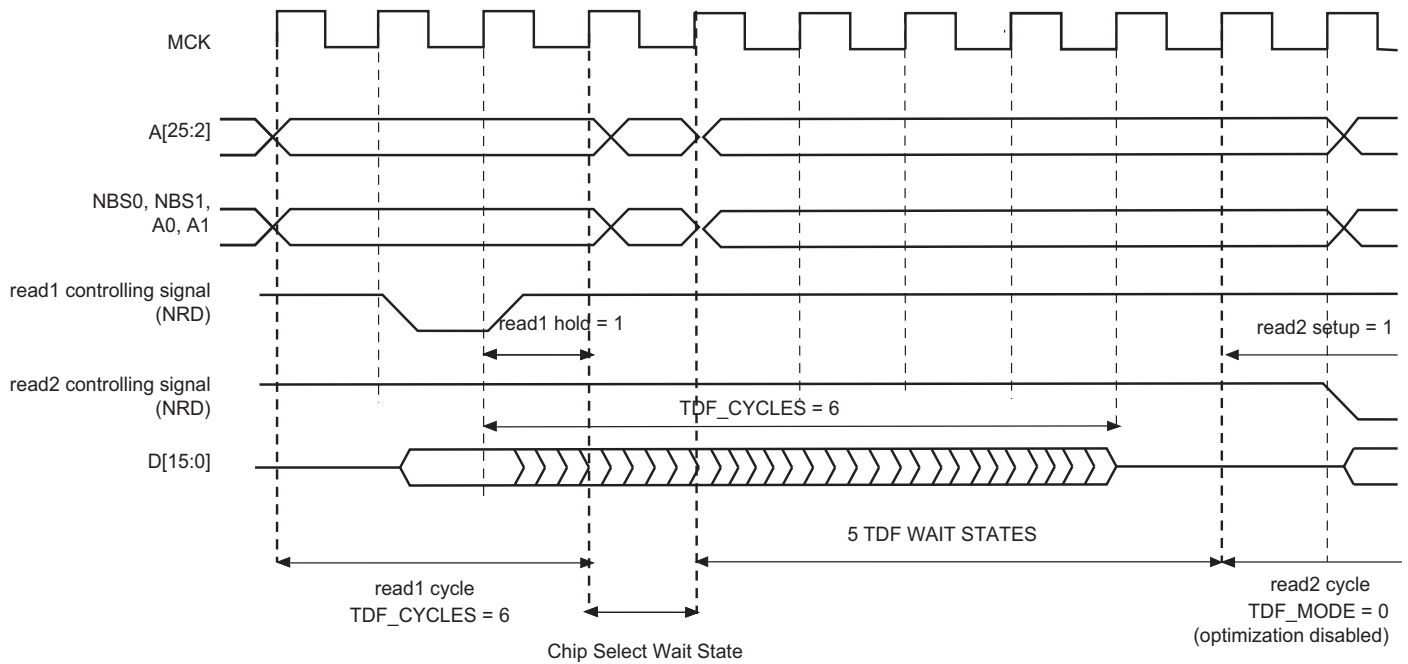 MCK
A[25:2]
NBS0, NBS1,
A0, A1
read1 controlling signal
(NRD)
read1 hold = 1
read2 setup = 1
read2 controlling signal
(NRD)
TDF_CYCLES = 6
D[15:0]
5 TDF WAIT STATES
read1 cycle
TDF_CYCLES = 6
Chip Select Wait State
read2 cycle
TDF_MODE = 0
(optimization disabled)